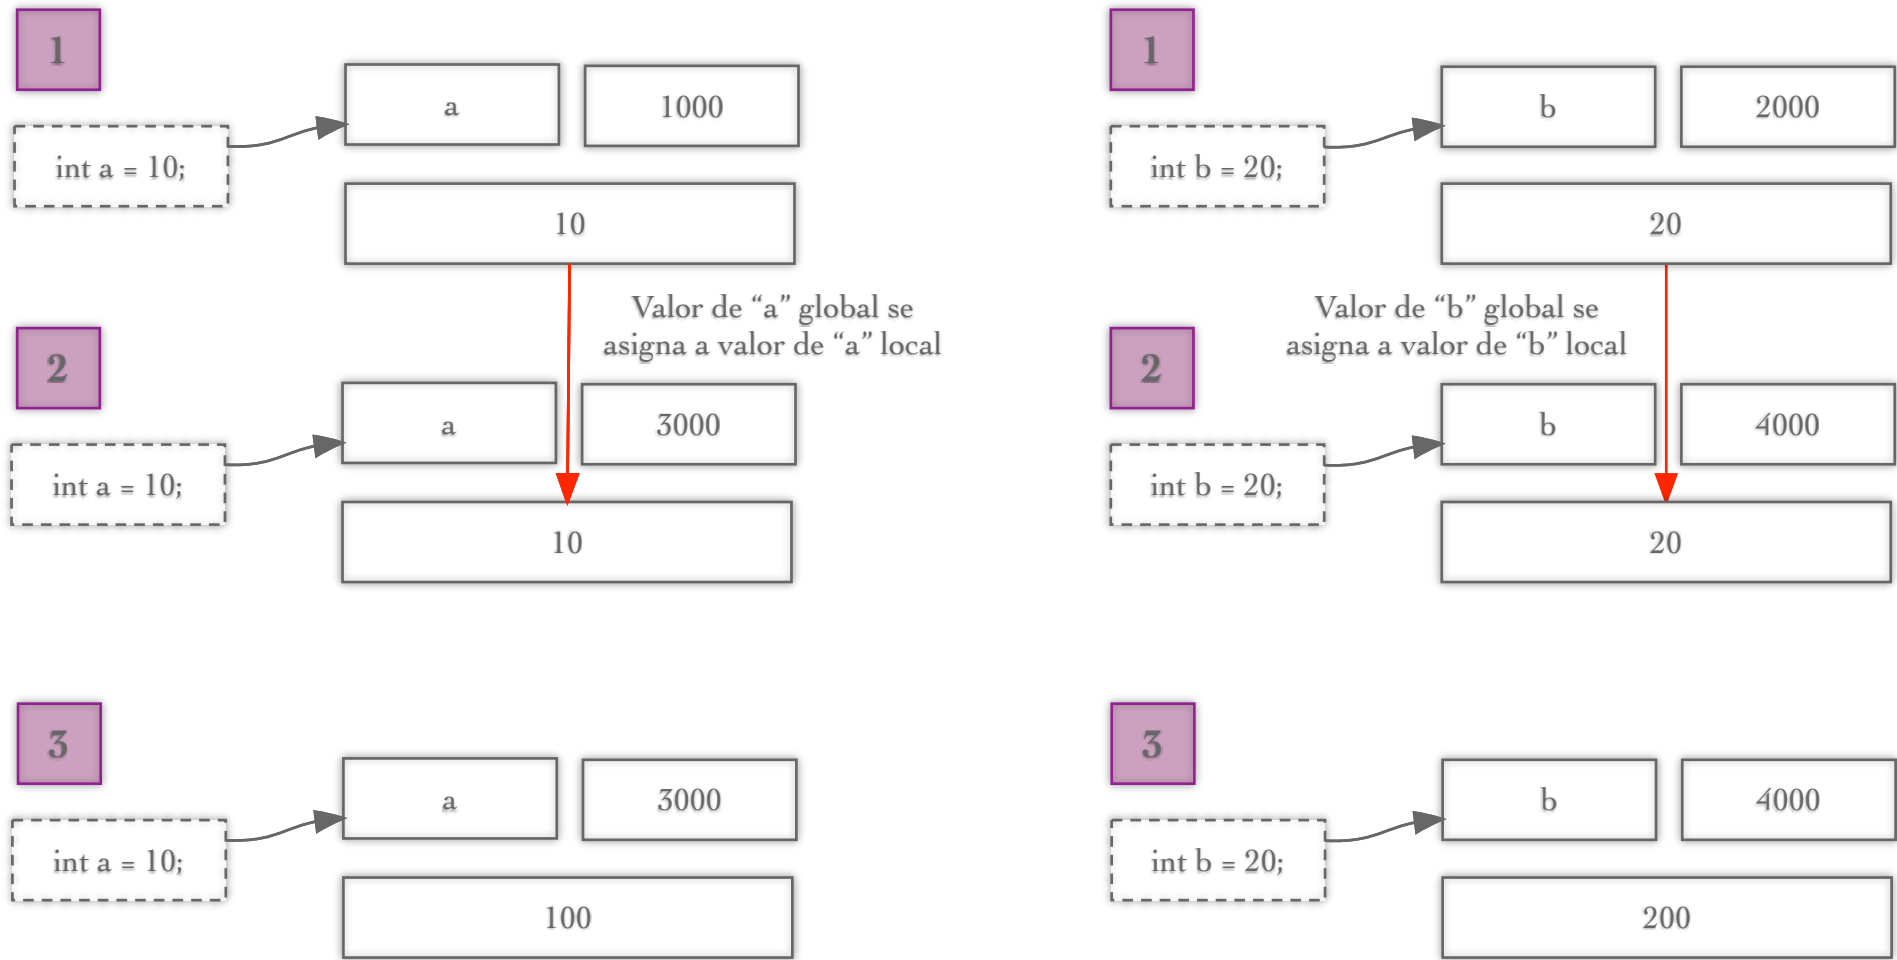 1
a
1000
int a = 10;
10
Valor de “a” global se
asigna a valor de “a” local
2
a
3000
int a = 10;
10
3
a
3000
int a = 10;
100
1
b
2000
int b = 20;
20
Valor de “b” global se
asigna a valor de “b” local
2
b
4000
int b = 20;
20
3
b
4000
int b = 20;
200